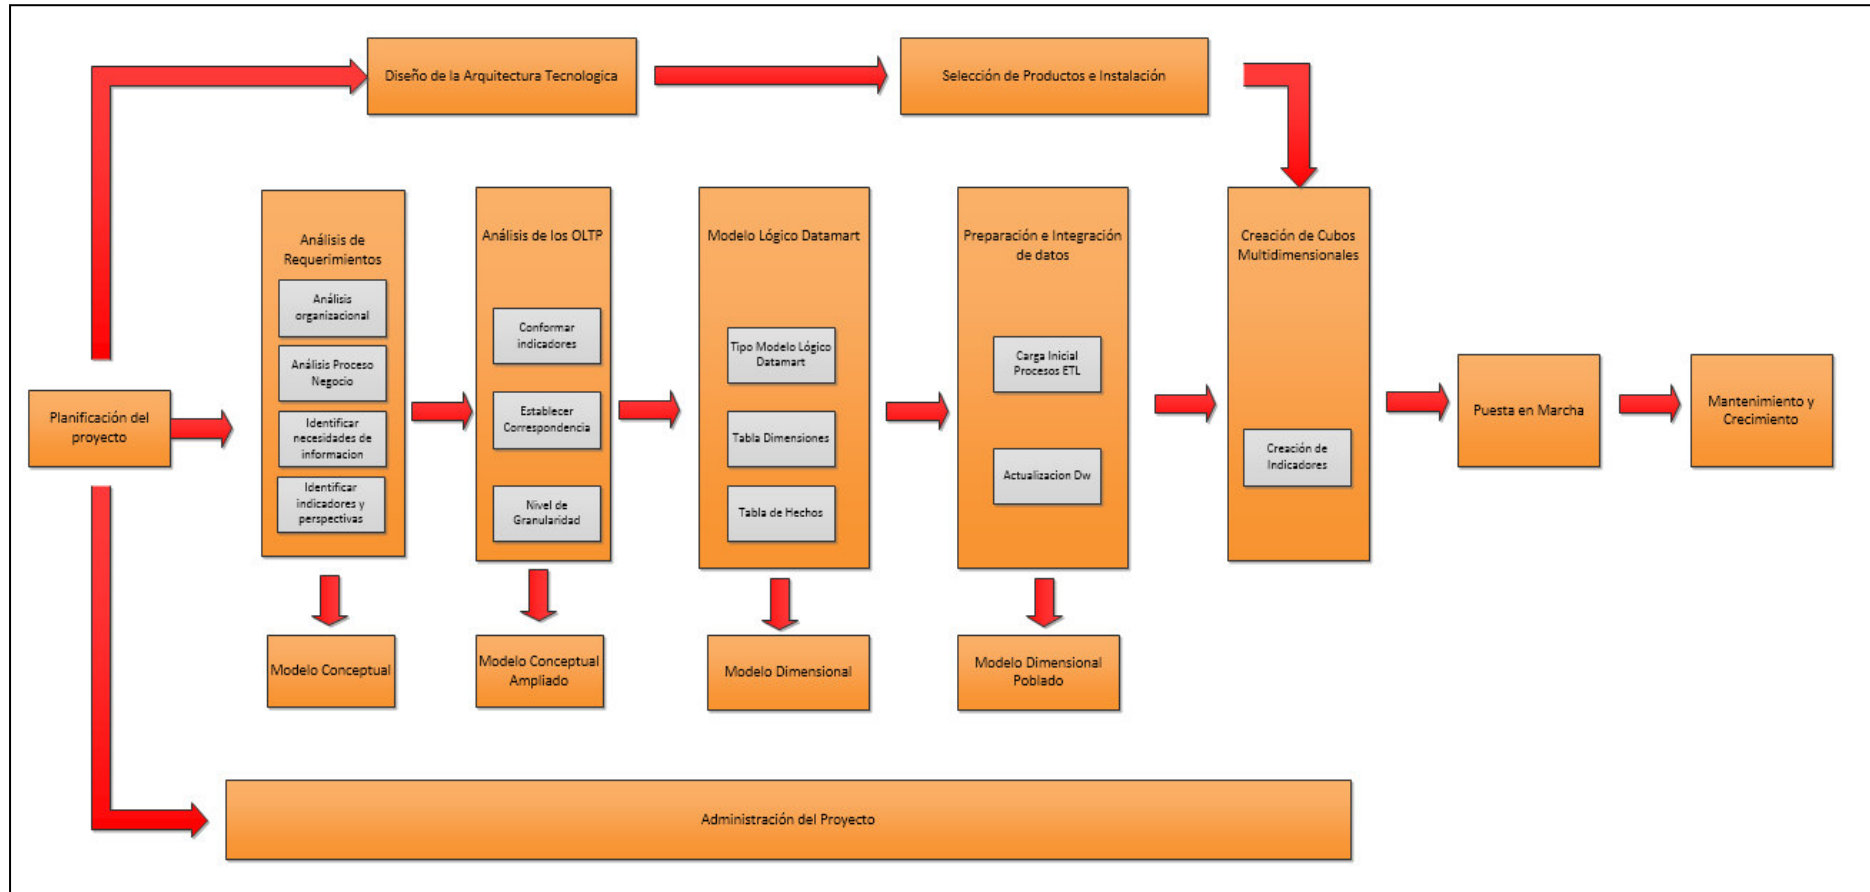 Diseño de la Arquitectura Tecnologica
Selección de Productos e Instalación
Planificación del
proyecto
Análisis de
Requerimientos
Análisis
organizacional
Análisis Proceso
Negocio
Identificar
necesidades de
informacion
Identificar
indicadores y
perspectivas
Análisis de los OLTP
Conformar
indicadores
Establecer
Correspondencia
Nivel de
Granularidad
Modelo Lógico Datamart
Tipo Modelo Lógico
Datamart
Tabla Dimensiones
Tabla de Hechos
Preparación e Integración
de datos
Carga Inicial
Procesos ETL
Actualizacion Dw
Creación de Cubos
Multidimensionales
Creación de
Indicadores
Puesta en Marcha
Mantenimiento y
Crecimiento
Modelo Conceptual
Modelo Conceptual
Ampliado
Modelo Dimensional
Modelo Dimensional
Poblado
Administración del Proyecto